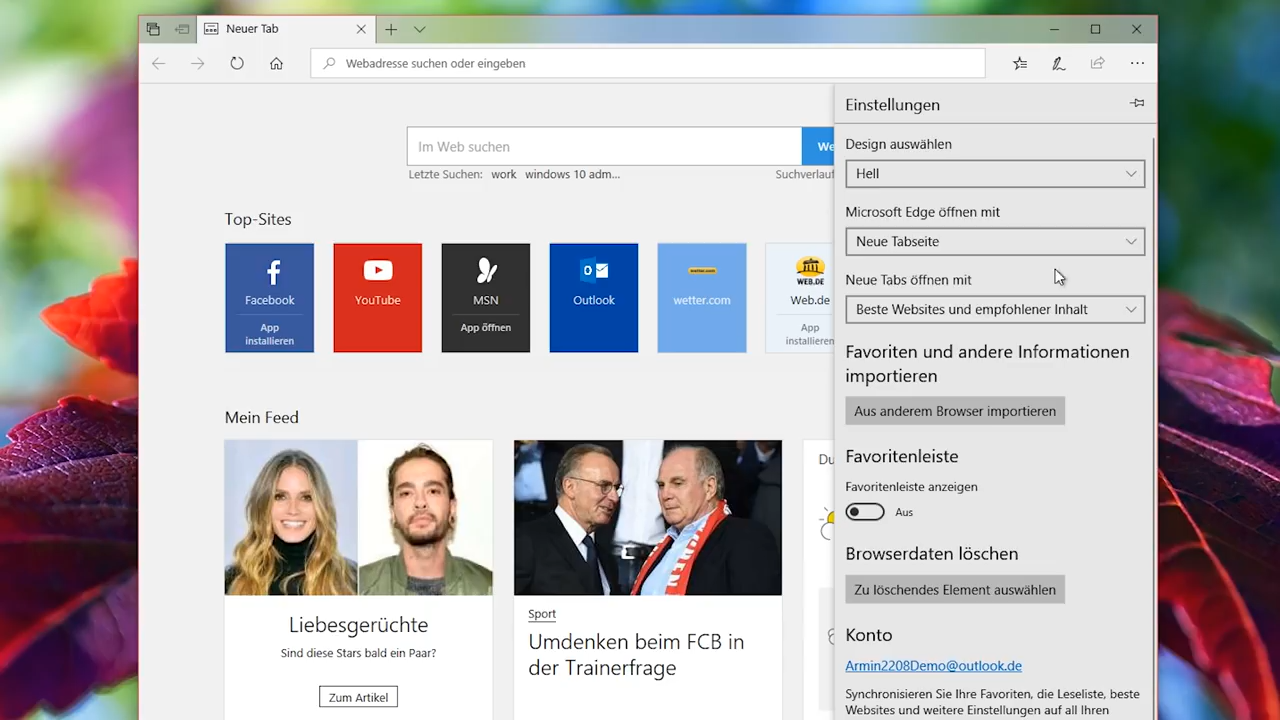 Neuer Tab
Webadresse suchen oder eingeben
Im Web suchen
We
Letzte Suchen: work windows 10 adm...
Suchverlauf
Top-Sites
Facebook
App
installieren
YouTube
MSN
App öffnen
O
Outlook
wetter.com
wetter.com
WEB.DE
Web.de
App
installieren
Mein Feed
Liebesgerüchte
Sind diese Stars bald ein Paar?
Zum Artikel
Sport
Umdenken beim FCB in
der Trainerfrage
Du
Einstellungen
Design auswählen
Hell
Microsoft Edge öffnen mit
Neue Tabseite
Neue Tabs öffnen mit
Beste Websites und empfohlener Inhalt
Favoriten und andere Informationen
importieren
Aus anderem Browser importieren
Favoritenleiste
Favoritenleiste anzeigen
Aus
Browserdaten löschen
Zu löschendes Element auswählen
Konto
Armin2208Demo@outlook.de
Synchronisieren Sie Ihre Favoriten, die Leseliste, beste
Websites und weitere Einstellungen auf all Ihren